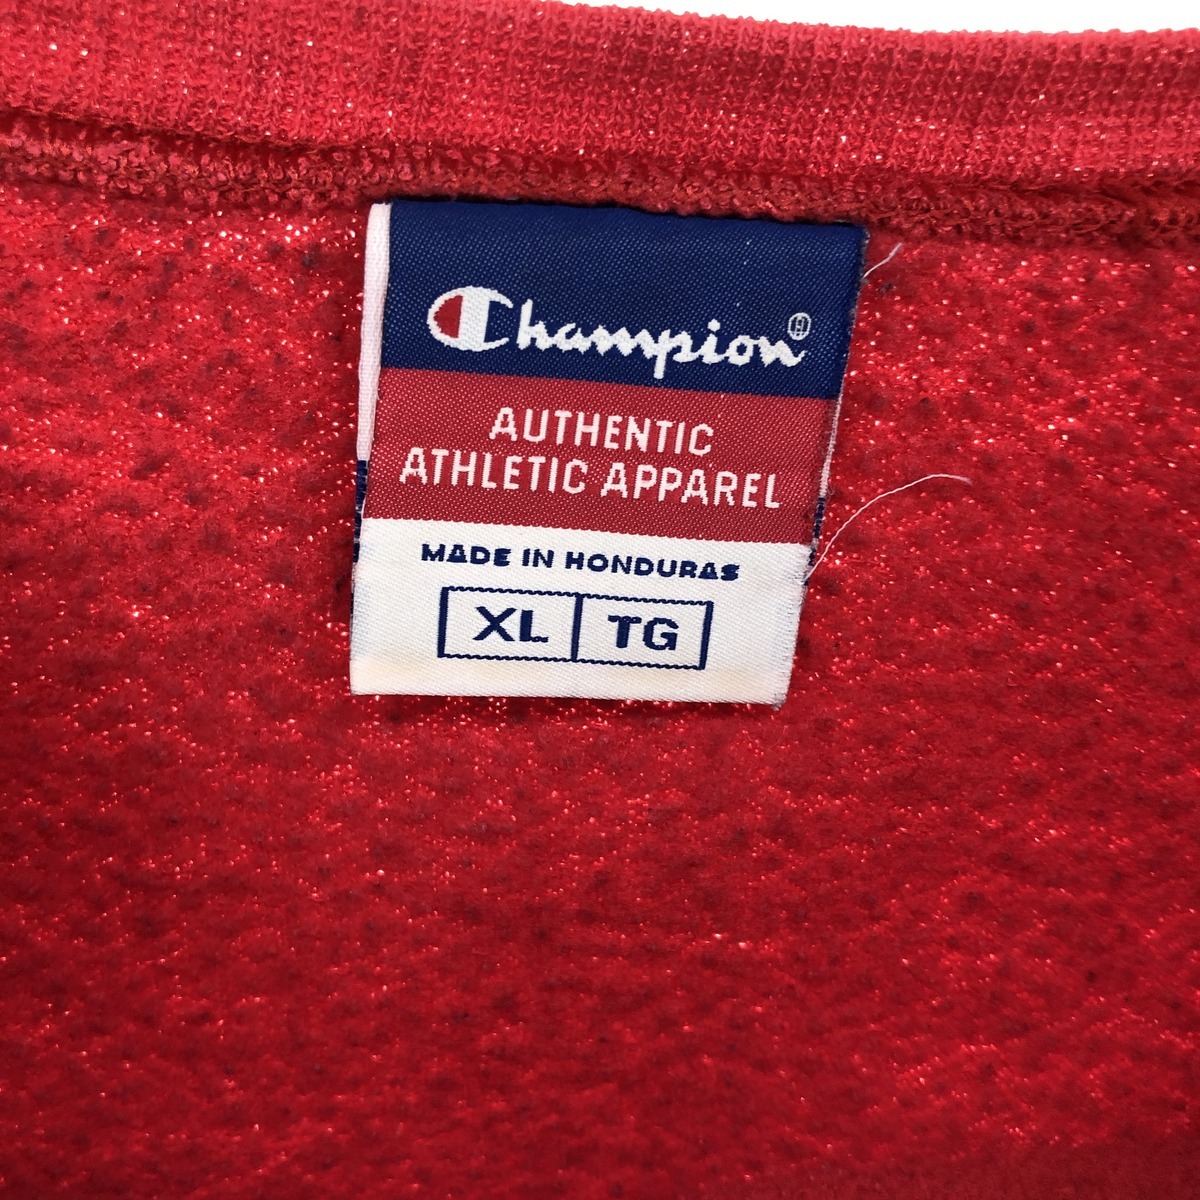 Champion®
AUTHENTIC
ATHLETIC APPAREL
MADE IN HONDURAS
XL TG